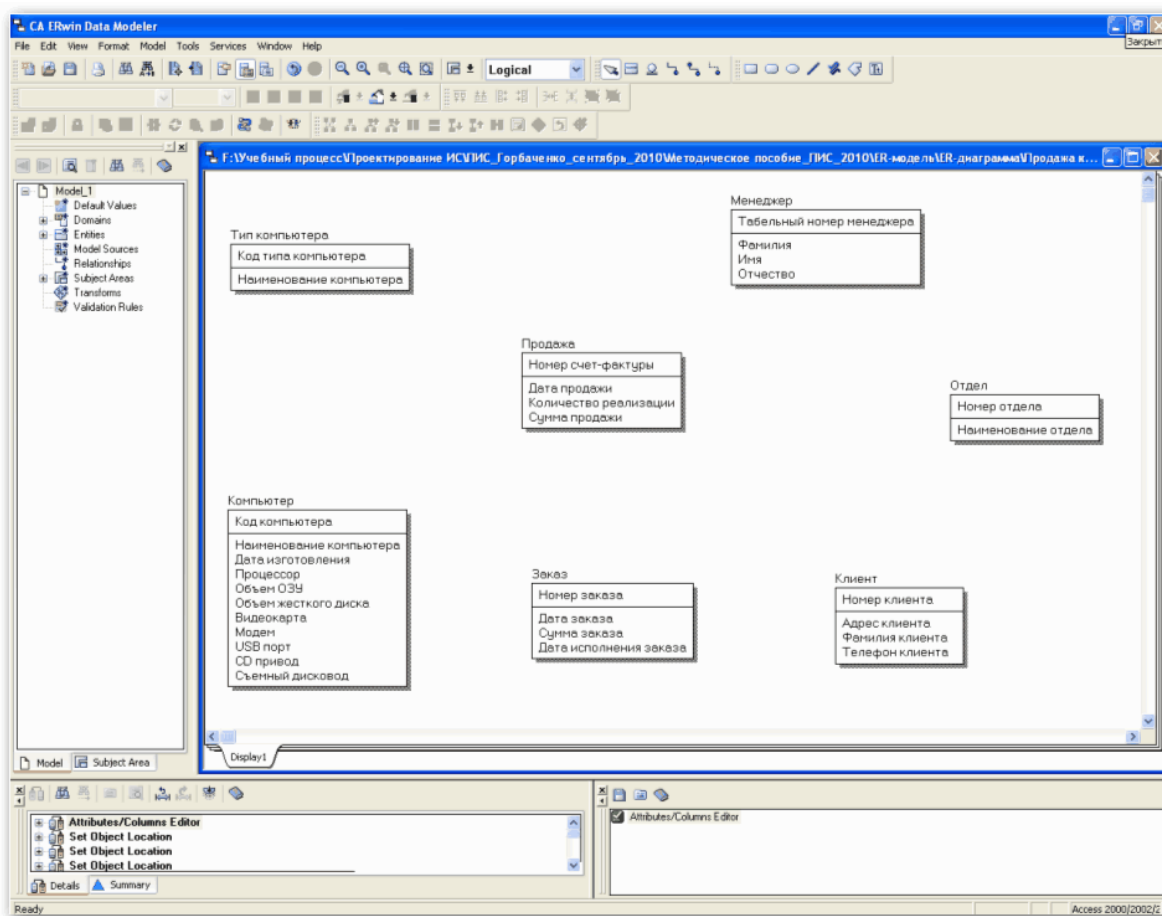 CA ERwin Data Modeler
Закрыт
File Edit View Format Model Tools Services Window Help
Logical
F:\Учебный процесс\Проектирование ИС\ПИС_Горбаченко_сентябрь_2010\Методическое пособие_ПИС_2010\ER-модель\ER-диаграмма\Продажа к...
Model_1
Default Values
Domains
Entities
Model Sources
Relationships
Subject Areas
Transforms
Validation Rules
Менеджер
Табельный номер менеджера
Фамилия
Имя
Отчество
Тип компьютера
Код типа компьютера
Наименование компьютера
Продажа
Номер счет-фактуры
Дата продажи
Количество реализации
Сумма продажи
Отдел
Номер отдела
Наименование отдела
Компьютер
Код компьютера
Наименование компьютера
Дата изготовления
Процессор
Объем ОЗУ
Объем жесткого диска
Видеокарта
Модем
USB порт
CD привод
Съемный дисковод
Заказ
Номер заказа
Дата заказа
Сумма заказа
Дата исполнения заказа
Клиент
Номер клиента
Адрес клиента
Фамилия клиента
Телефон клиента
Display1
Model Subject Area
Attributes/Columns Editor
Set Object Location
Set Object Location
Set Object Location
Details Summary
Attributes/Columns Editor
Ready
Access 2000/2002/2